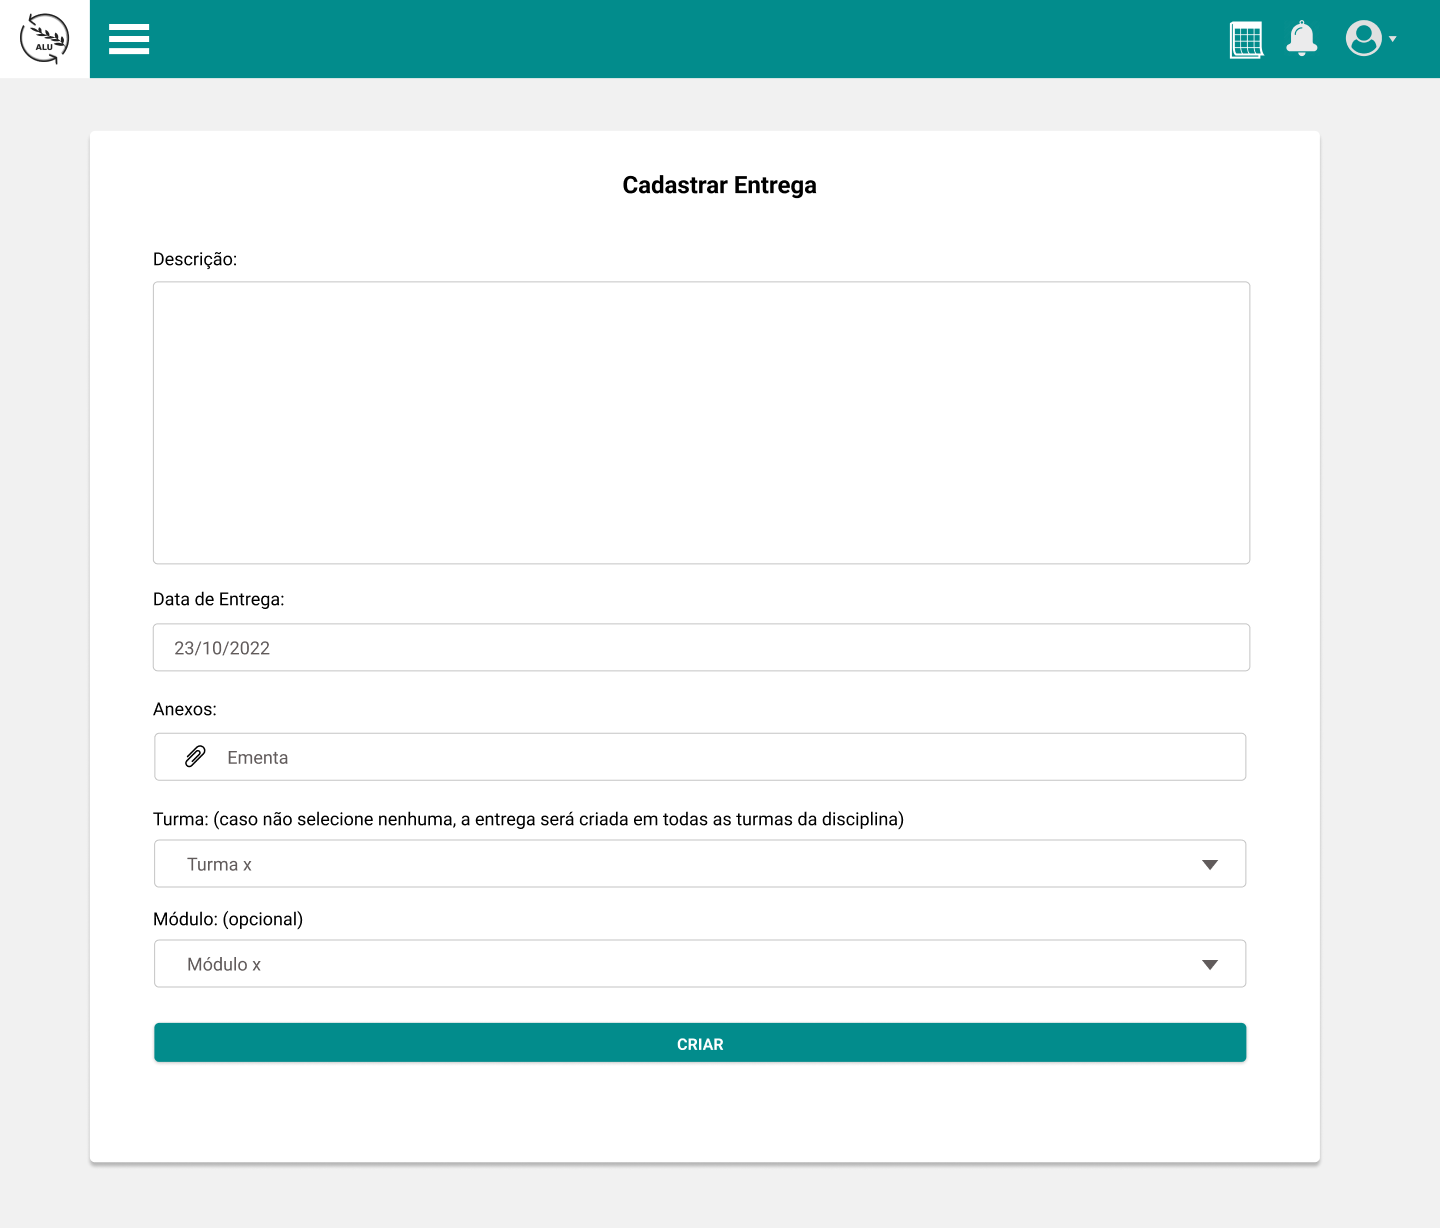 ALU
Cadastrar Entrega
Descrição:
Data de Entrega:
23/10/2022
Anexos:
Ementa
Turma: (caso não selecione nenhuma, a entrega será criada em todas as turmas da disciplina)
Turma x
Módulo: (opcional)
Módulo x
CRIAR